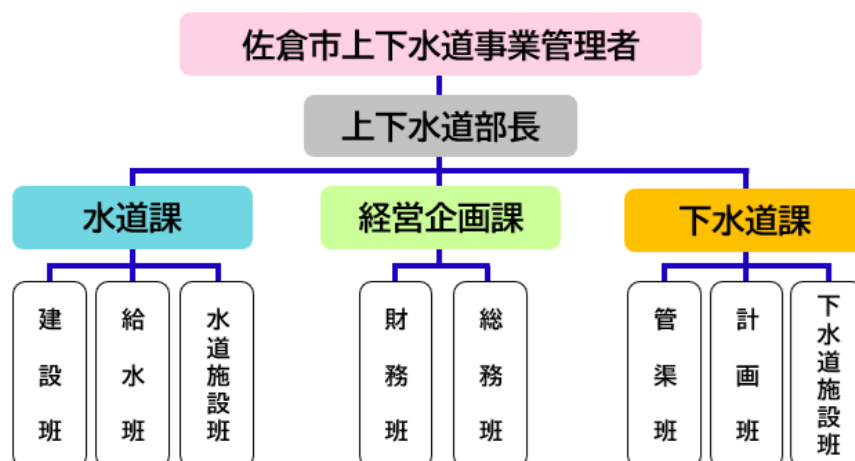 佐倉市上下水道事業管理者
上下水道部長
水道課
経営企画課
下水道課
建設班
給水班
水道施設班
財務班
総務班
管渠班
計画班
下水道施設班